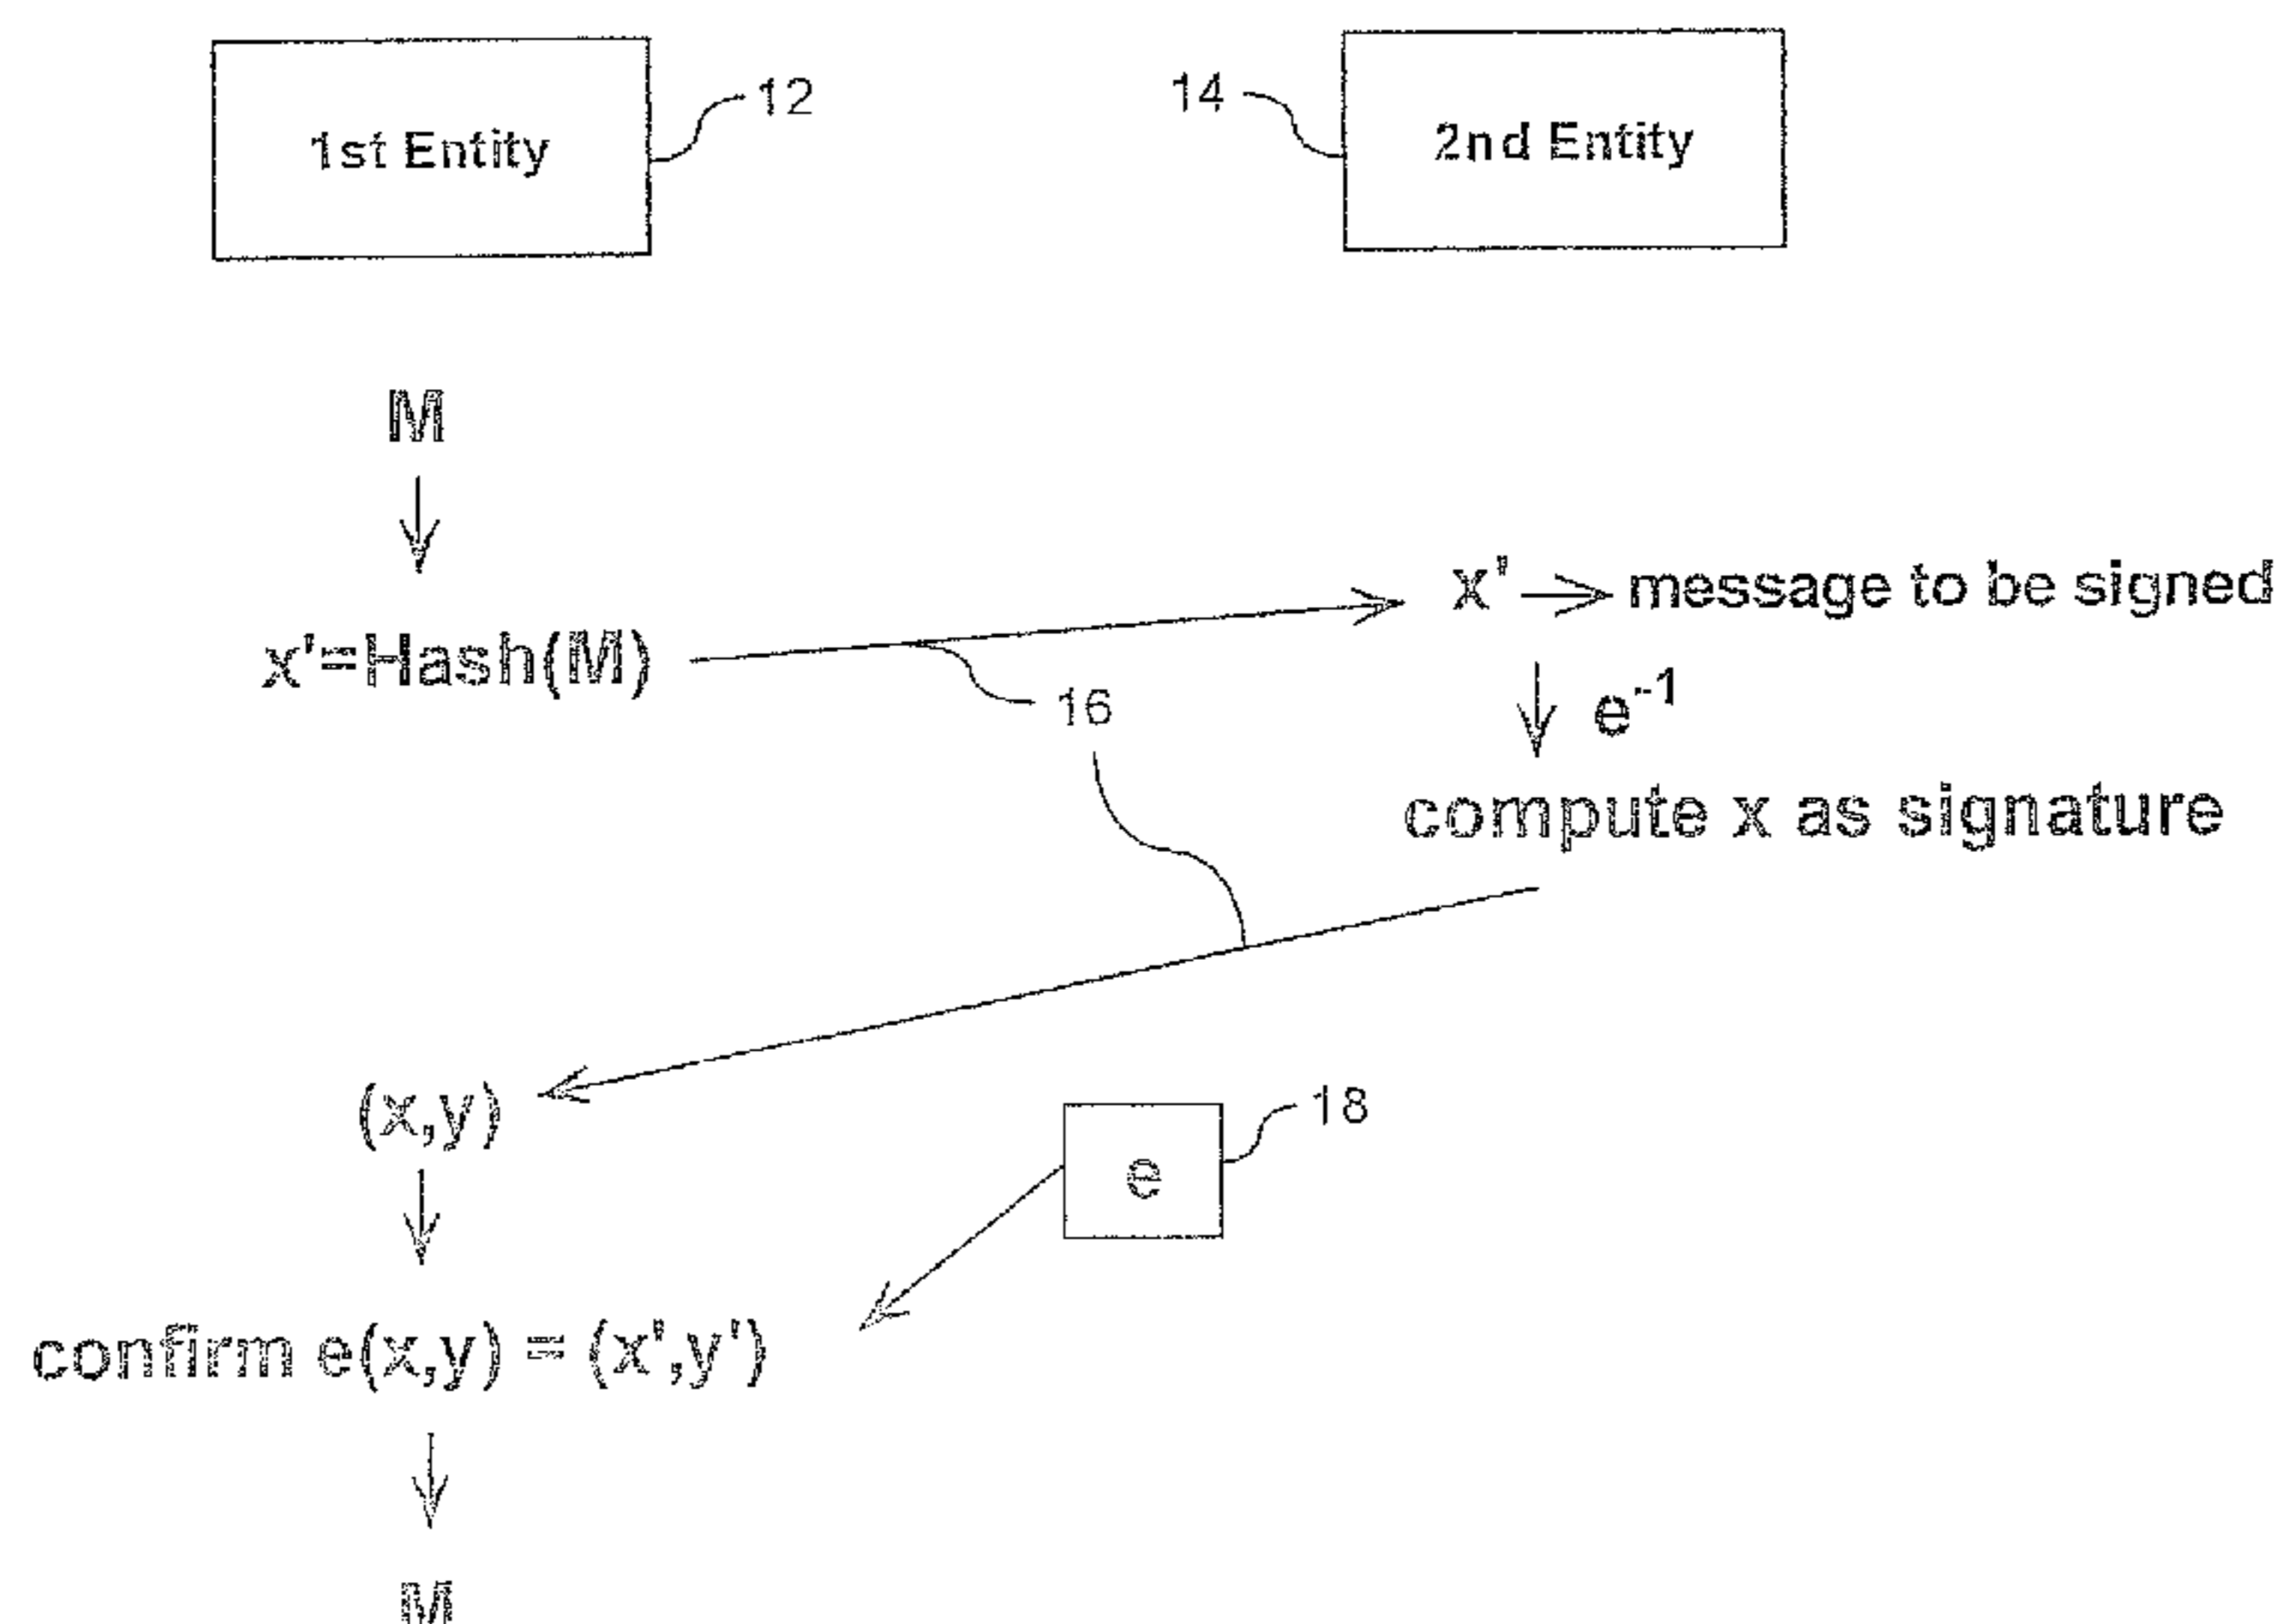 1st Entity
12
14
2nd Entity
M
x'=Hash(M)
16
x' → message to be signed
e⁻¹
compute x as signature
(x,y)
e
18
confirm e(x,y) = (x',y')
M